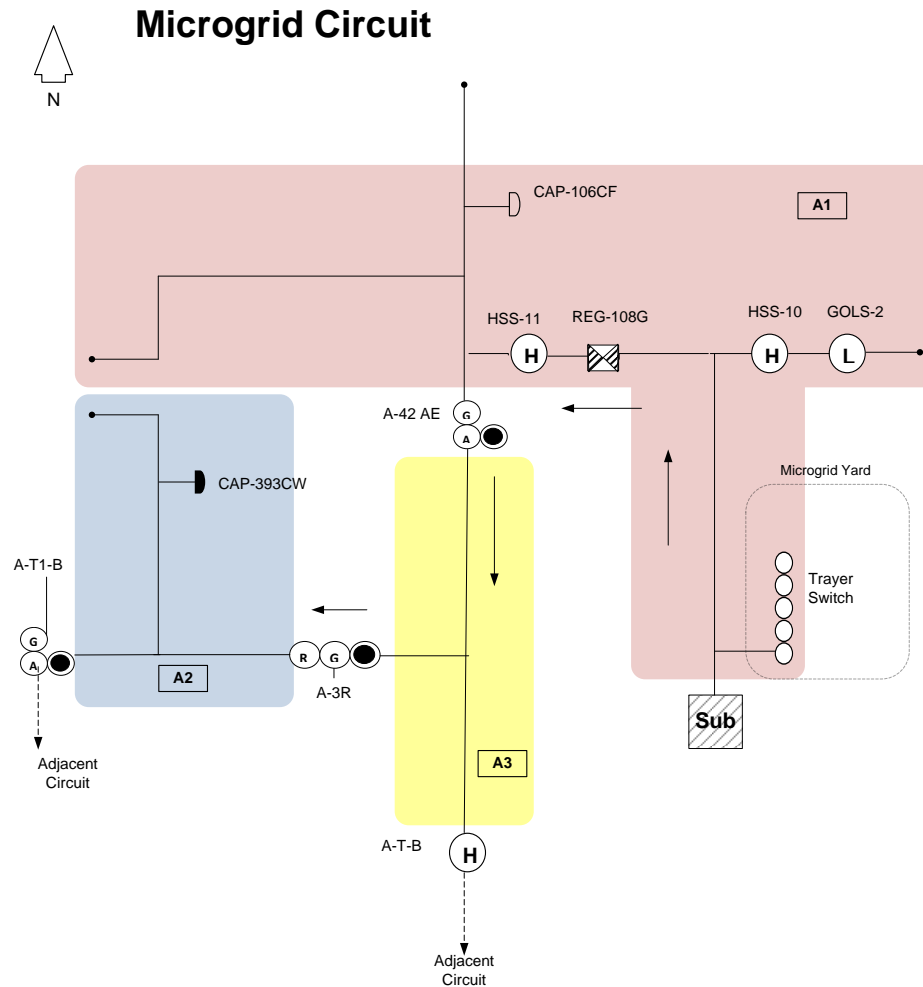 Microgrid Circuit
N
CAP-106CF
A1
HSS-11
REG-108G
HSS-10
GOLS-2
H
H
L
A-42 AE
G
A
CAP-393CW
Microgrid Yard
Trayer
Switch
A-T1-B
G
A
R
G
A2
A-3R
Sub
A3
Adjacent
Circuit
A-T-B
H
Adjacent
Circuit